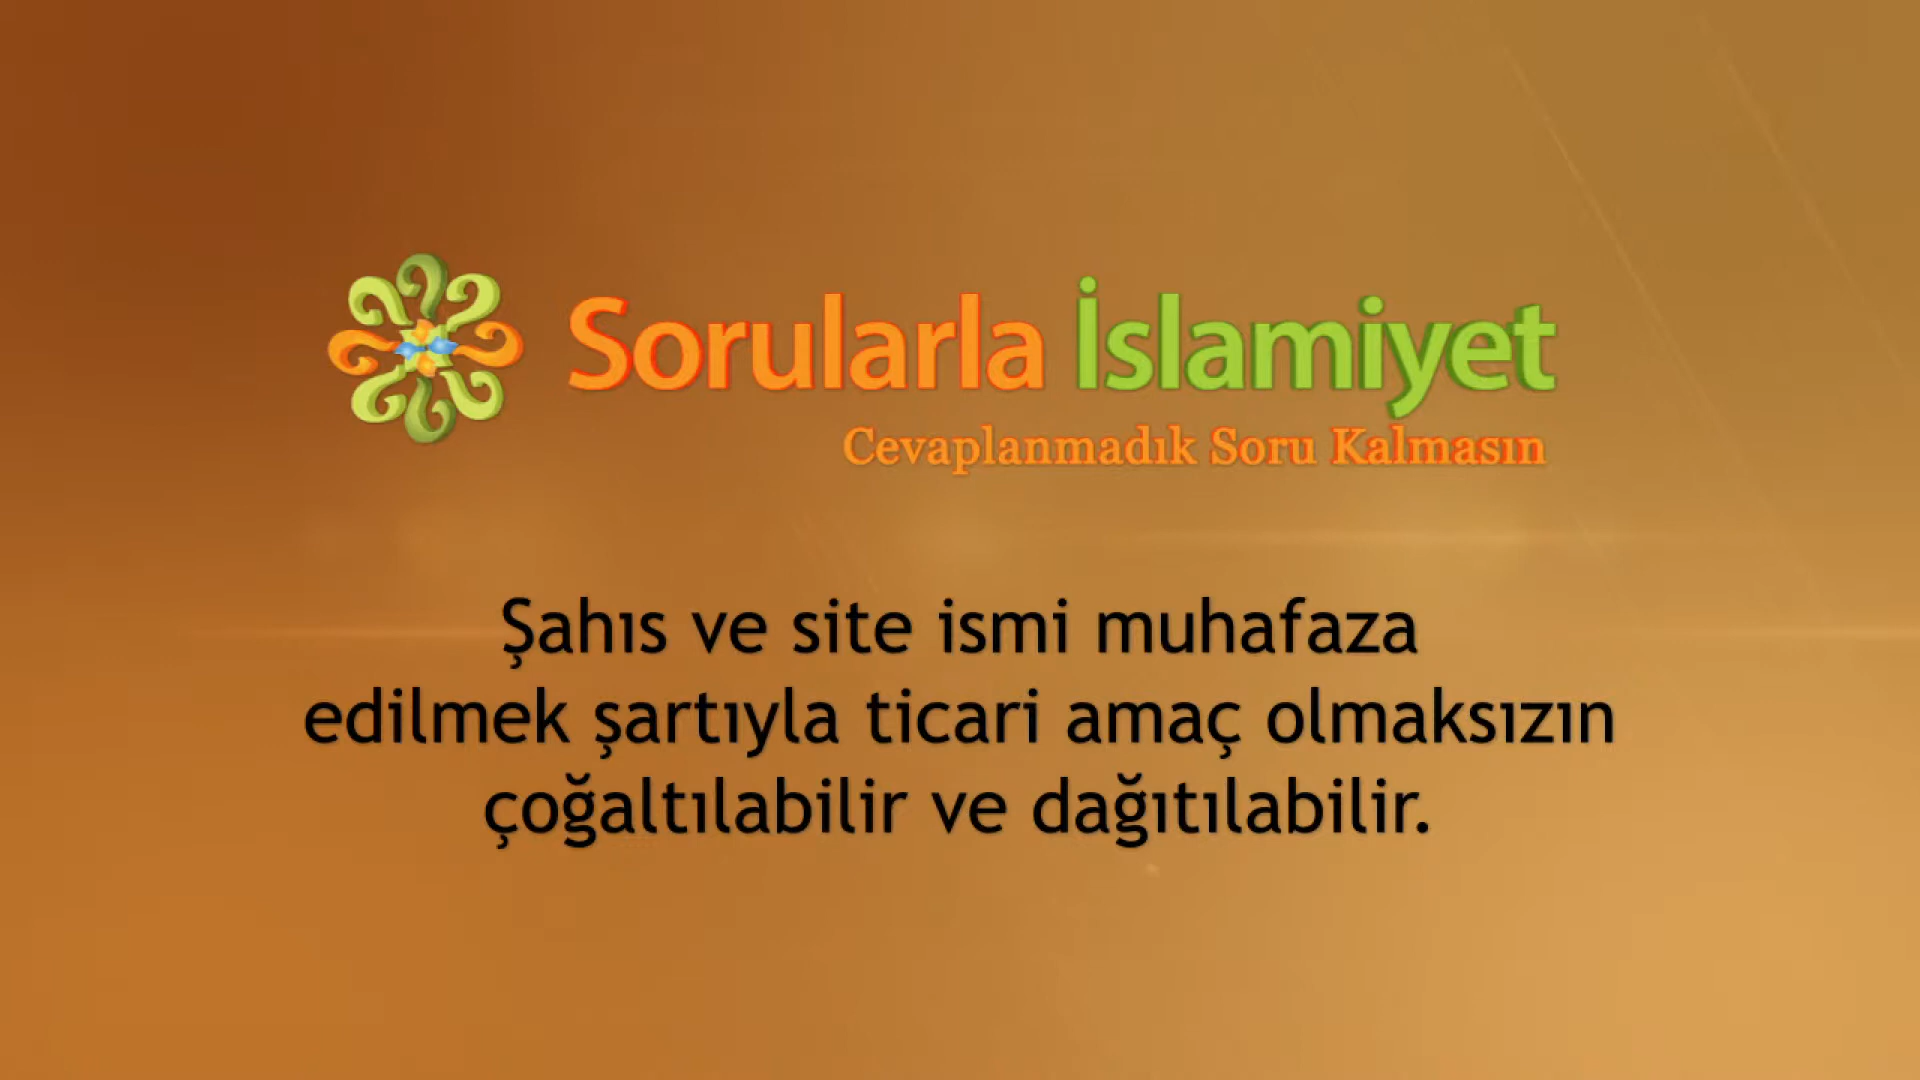 Sorularla İslamiyet
Cevaplanmadık Soru Kalmasın
Şahıs ve site ismi muhafaza
edilmek şartıyla ticari amaç olmaksızın
çoğaltılabilir ve dağıtılabilir.